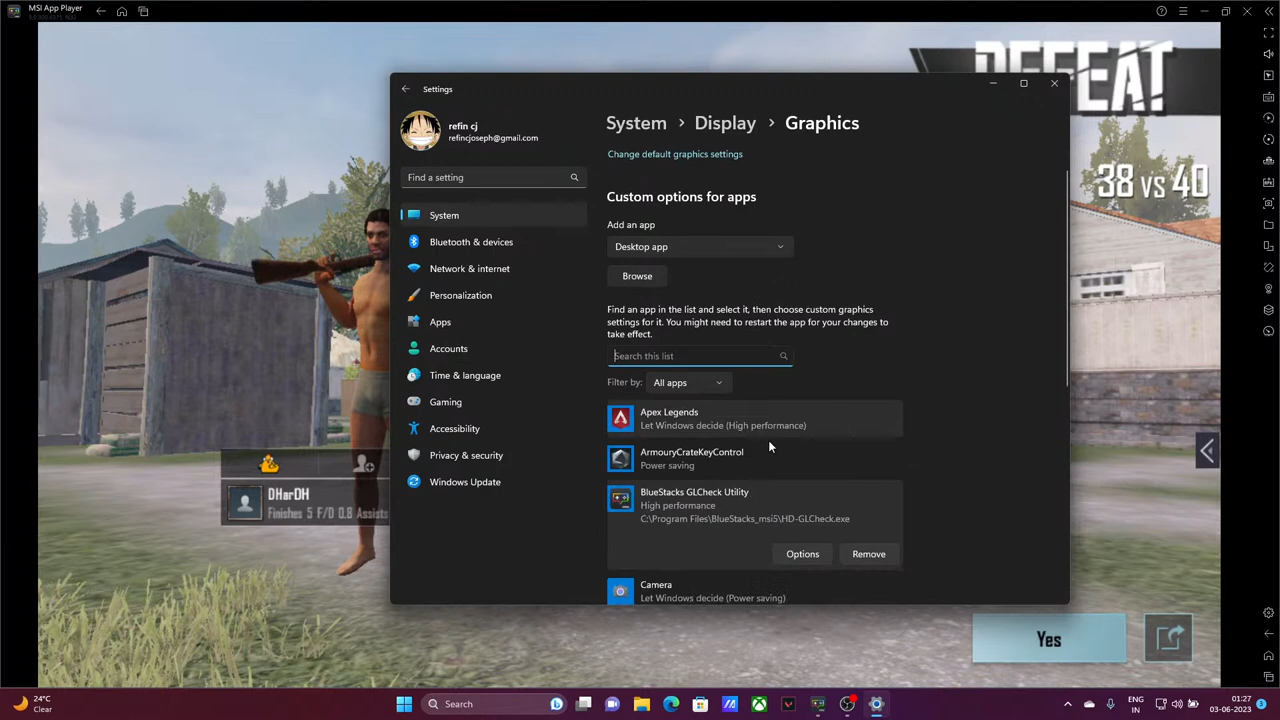 MSI App Player
5.0.500.6375 N32
DEFEAT
38 vs 40
DHarDH
Finishes 5 F/D 0.8 Assists
Yes
Settings
refin cj
refincjoseph@gmail.com
Find a setting
System
Bluetooth & devices
Network & internet
Personalization
Apps
Accounts
Time & language
Gaming
Accessibility
Privacy & security
Windows Update
System > Display > Graphics
Change default graphics settings
Custom options for apps
Add an app
Desktop app
Browse
Find an app in the list and select it, then choose custom graphics
settings for it. You might need to restart the app for your changes to
take effect.
Search this list
Filter by: All apps
Apex Legends
Let Windows decide (High performance)
ArmouryCrateKeyControl
Power saving
BlueStacks GLCheck Utility
High performance
C:\Program Files\BlueStacks_msi5\HD-GLCheck.exe
Options Remove
Camera
Let Windows decide (Power saving)
24°C
Clear
Search
ENG
IN
01:27
03-06-2023
3